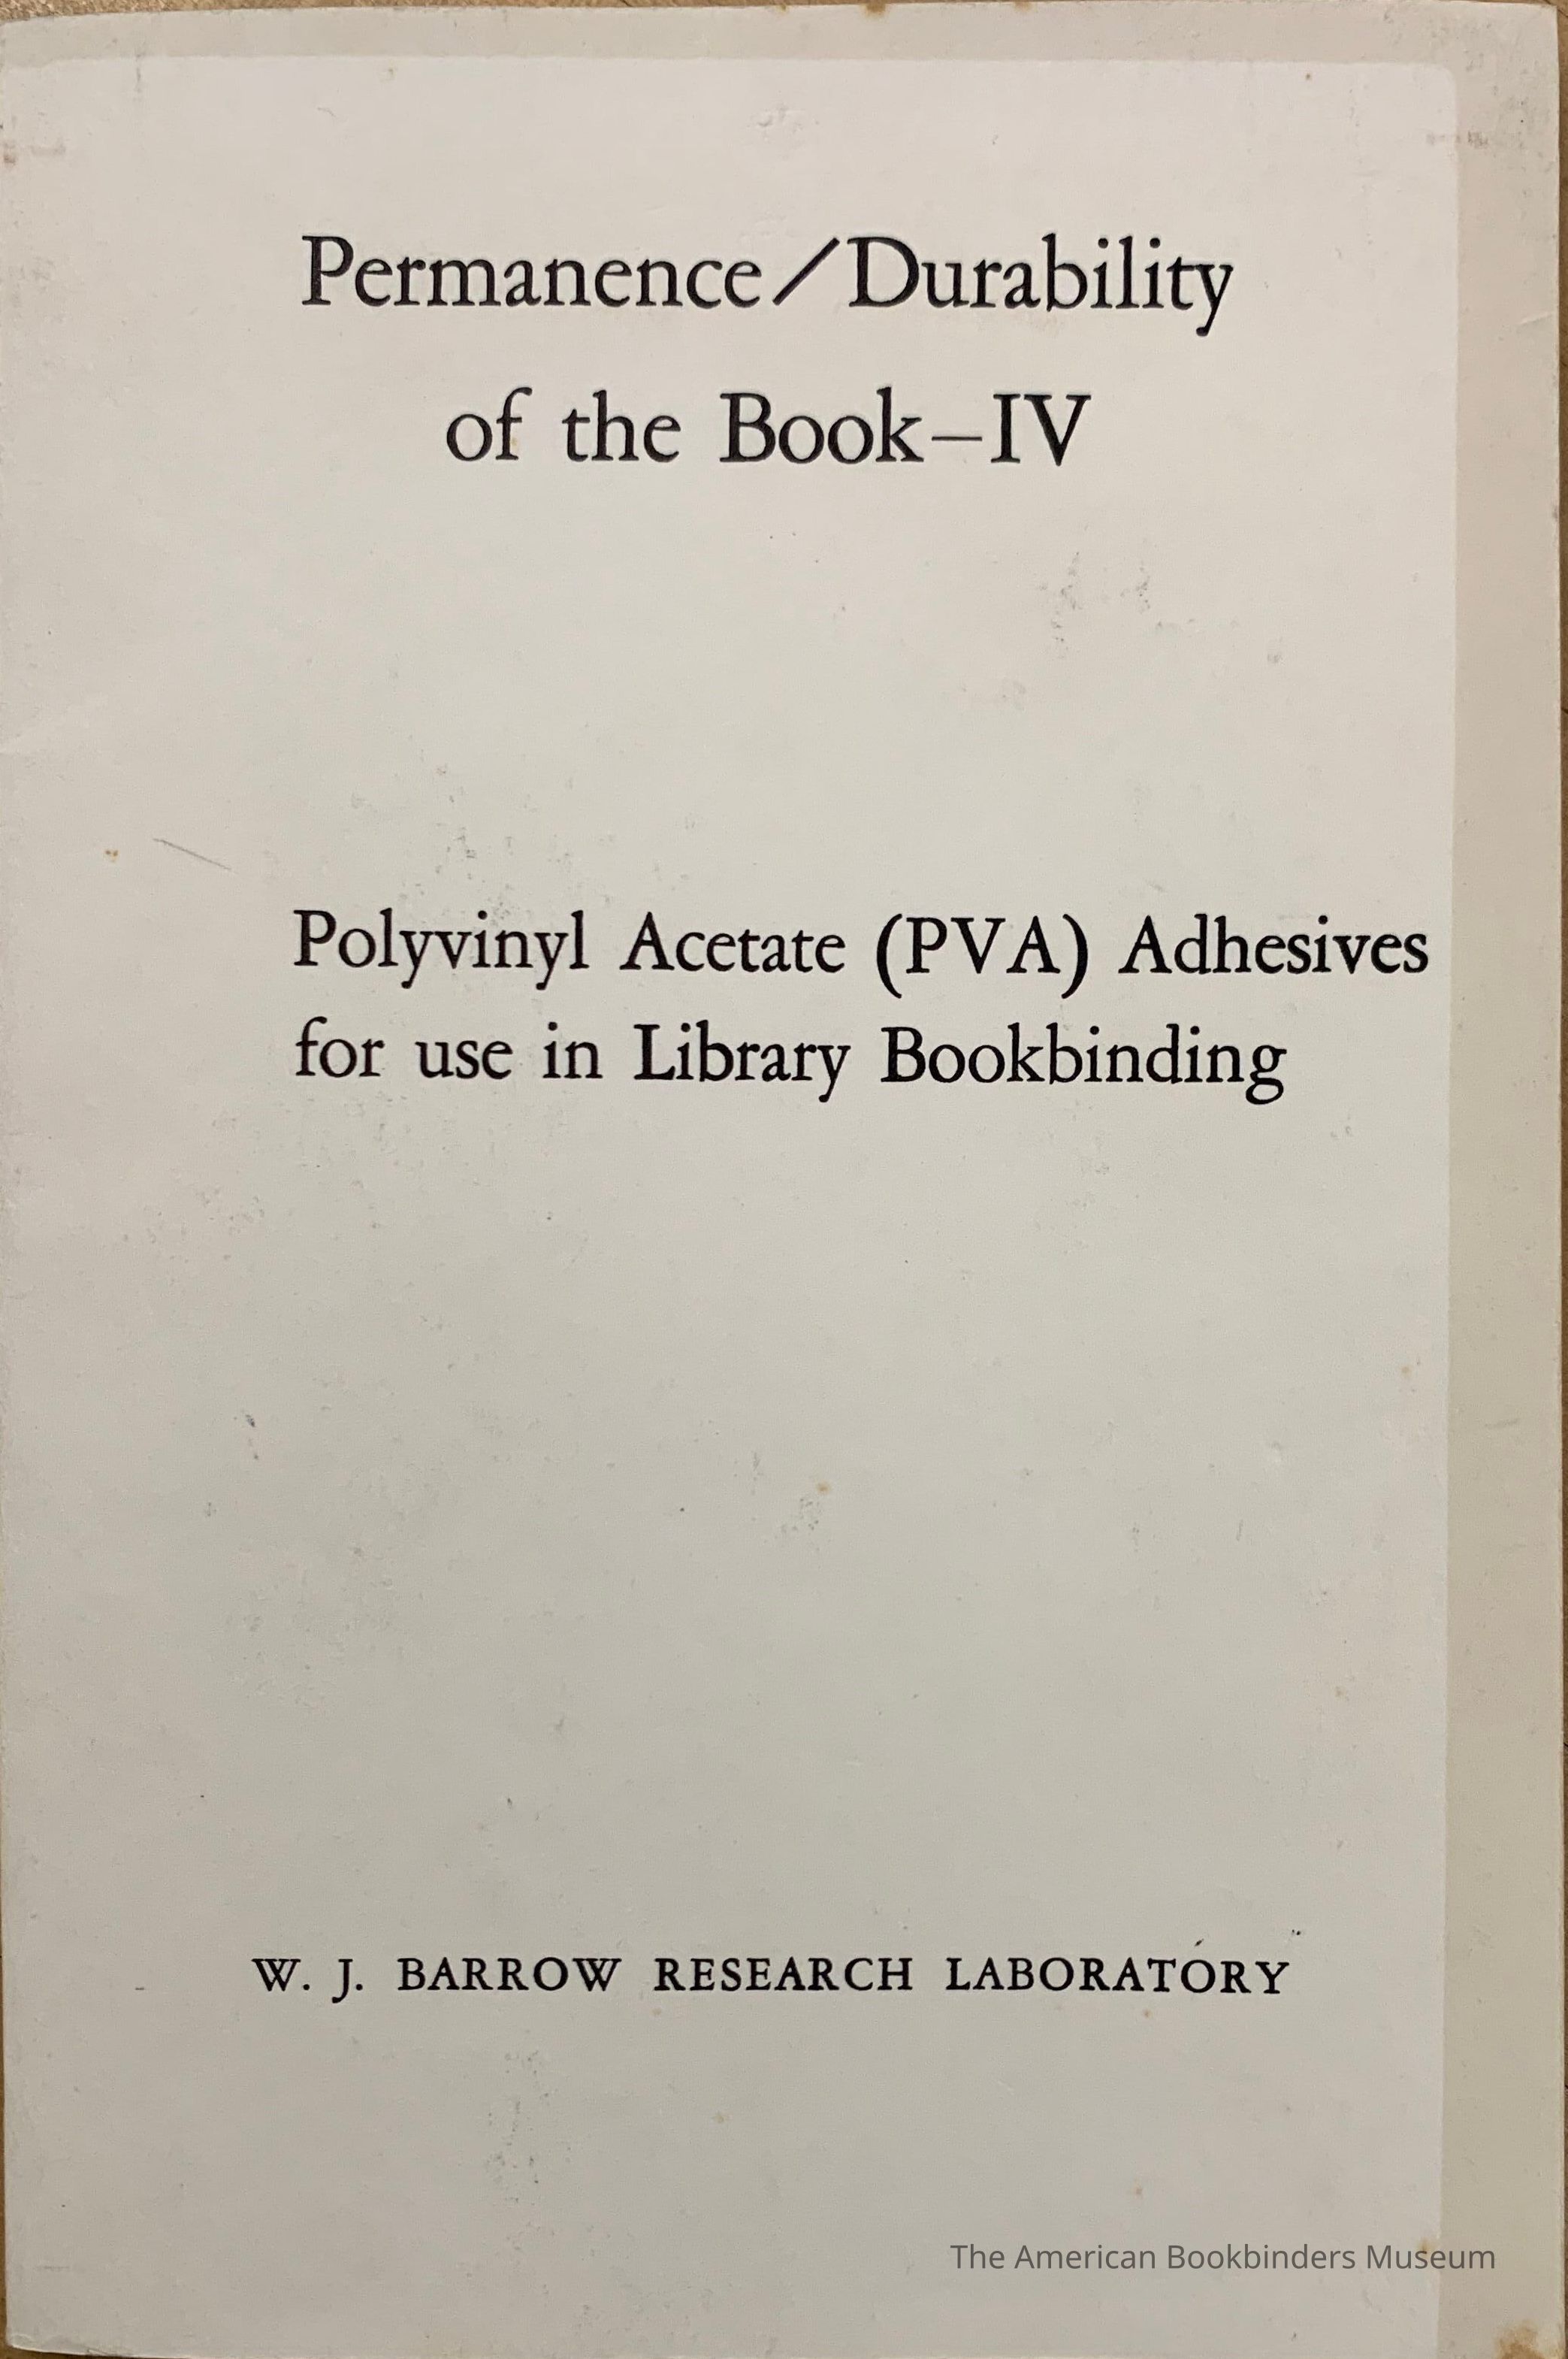 Permanence/Durability
of the Book–IV
Polyvinyl Acetate (PVA) Adhesives
for use in Library Bookbinding
W. J. BARROW RESEARCH LABORATORY
The American Bookbinders Museum